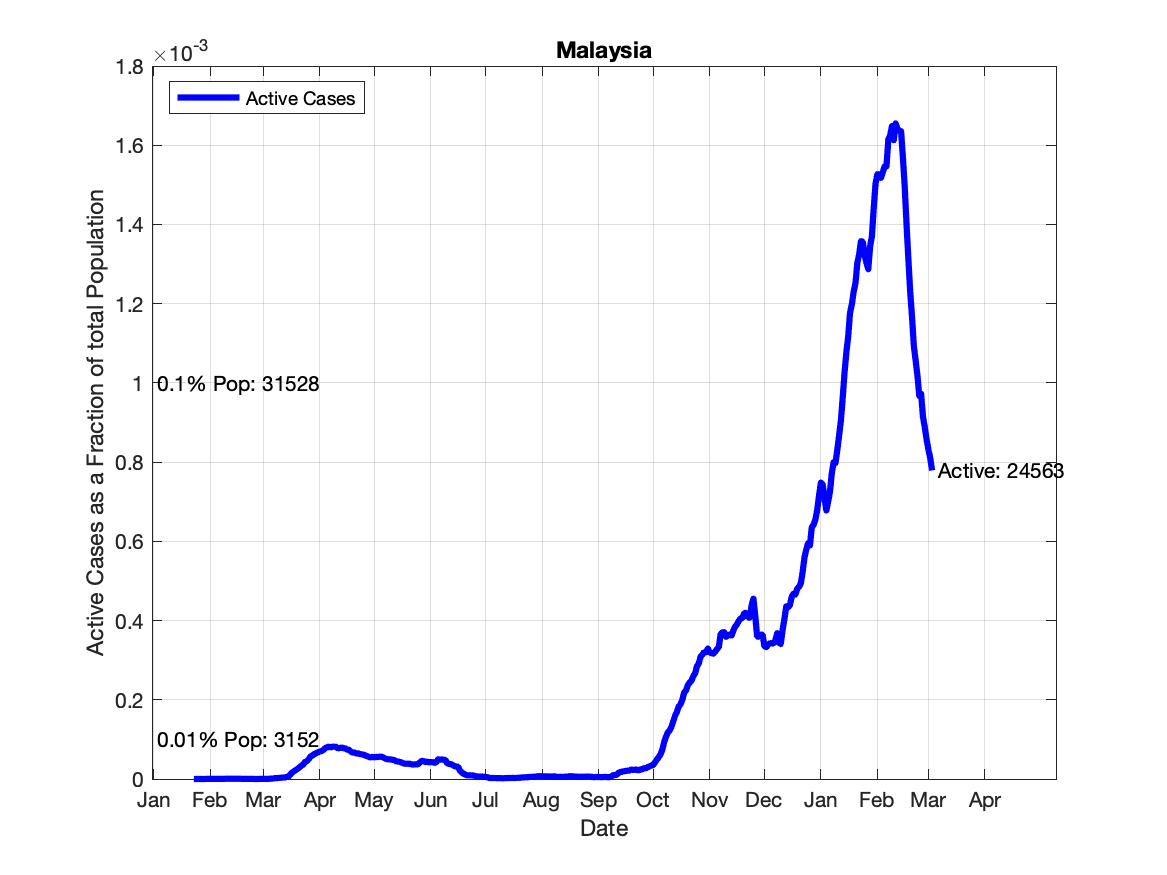 Malaysia
×10-3
Active Cases
1.8
1.6
1.4
1.2
1
0.8
0.6
0.4
0.2
0
0.1% Pop: 31528
0.01% Pop: 3152
Active: 24563
Active Cases as a Fraction of total Population
Jan Feb Mar Apr May Jun Jul Aug Sep Oct Nov Dec Jan Feb Mar Apr
Date